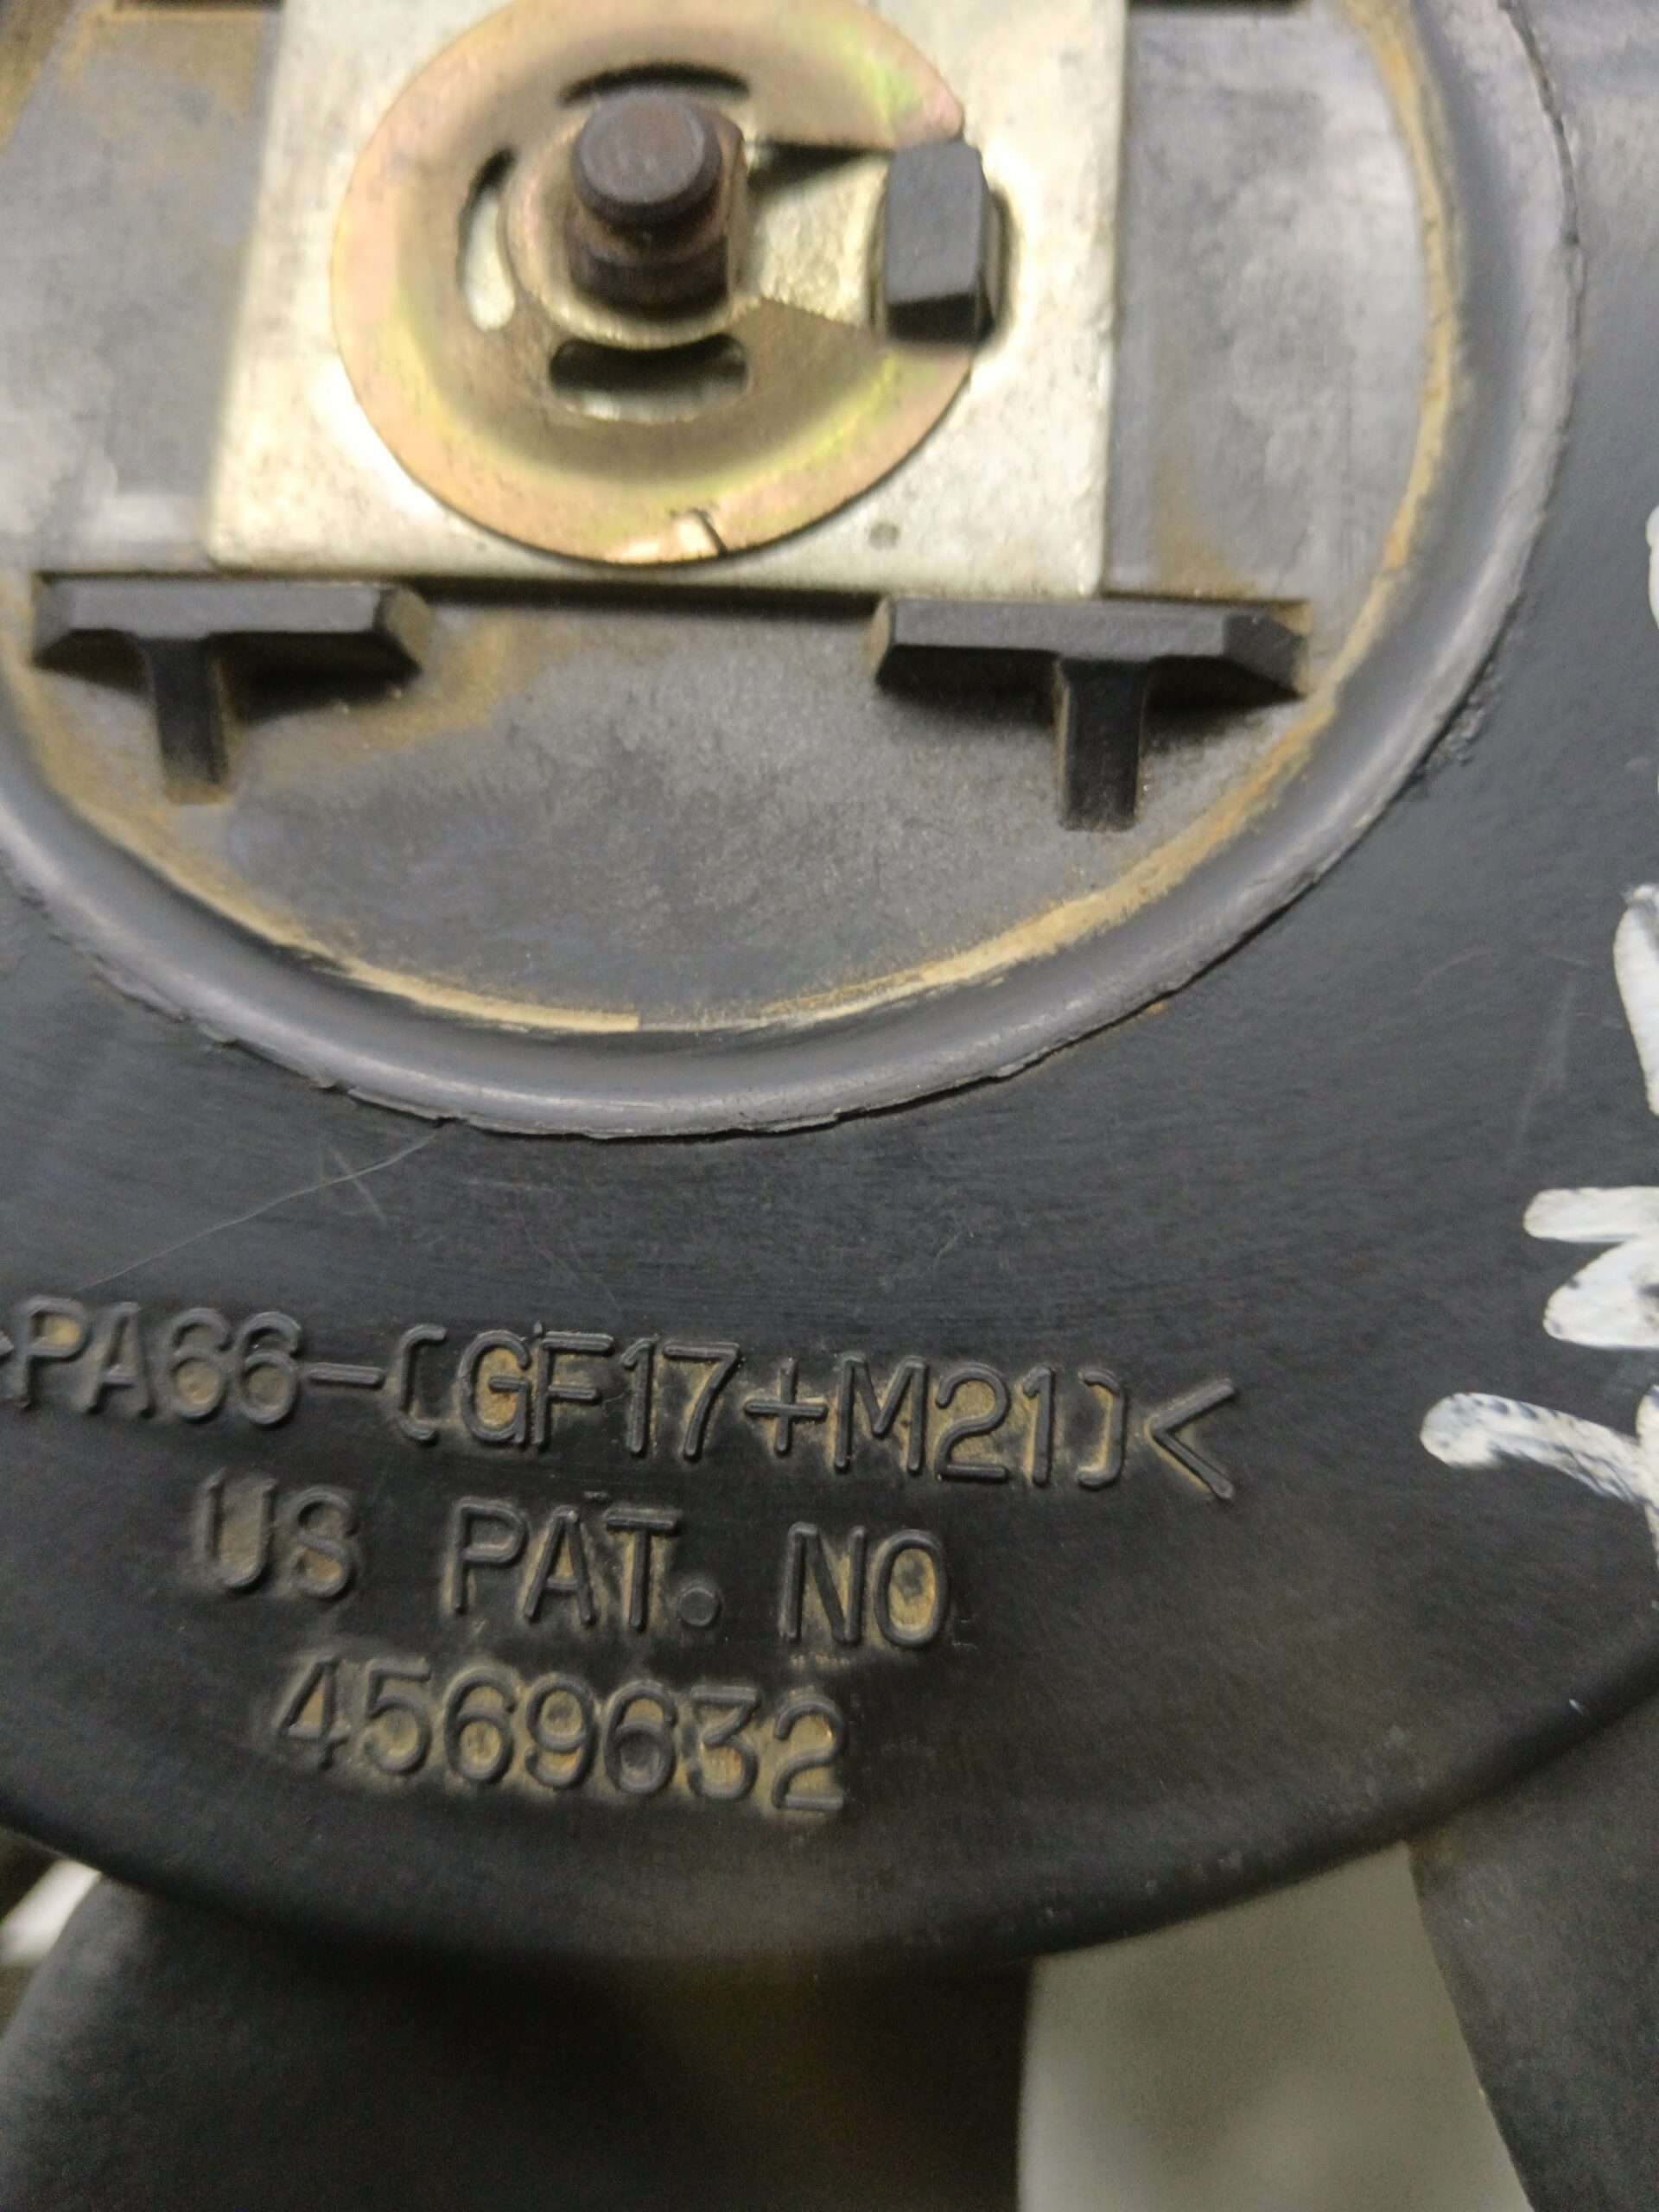 >PA66-(GF17+M21)<
US PAT. NO
4569632